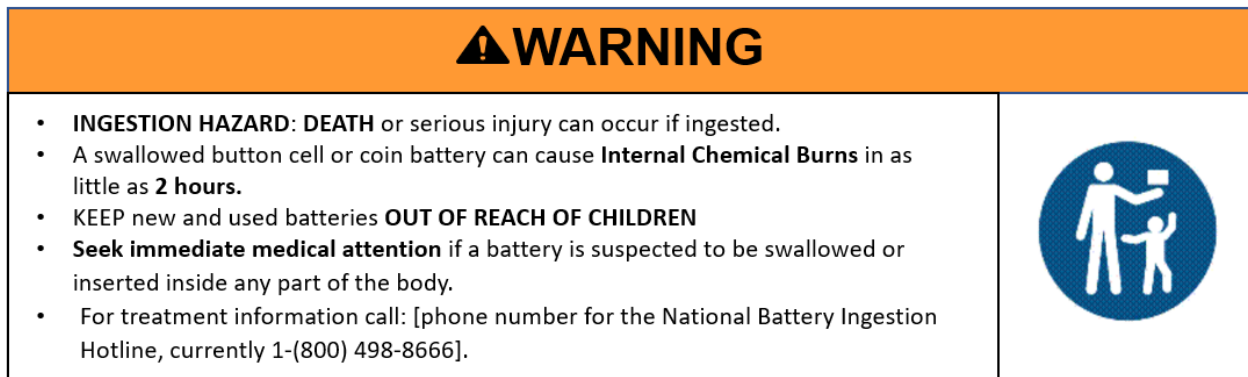 WARNING
• INGESTION HAZARD: DEATH or serious injury can occur if ingested.
• A swallowed button cell or coin battery can cause Internal Chemical Burns in as
little as 2 hours.
• KEEP new and used batteries OUT OF REACH OF CHILDREN
• Seek immediate medical attention if a battery is suspected to be swallowed or
inserted inside any part of the body.
• For treatment information call: [phone number for the National Battery Ingestion
Hotline, currently 1-(800) 498-8666].